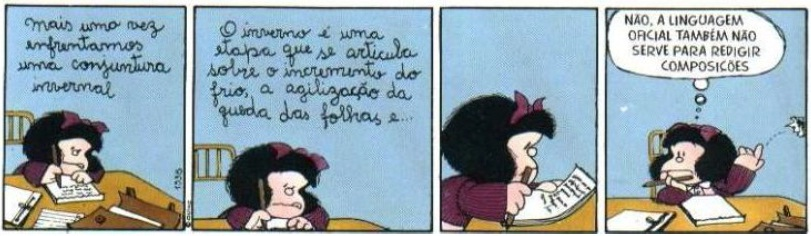 mais uma vez
enfrentamos
uma conjuntura
invernal
O inverno é uma
etapa que se articula
sobre o incremento do
frio, a agilização da
queda das folhas e...
NÃO, A LINGUAGEM
OFICIAL TAMBÉM NÃO
SERVE PARA REDIGIR
COMPOSIÇÕES
1335